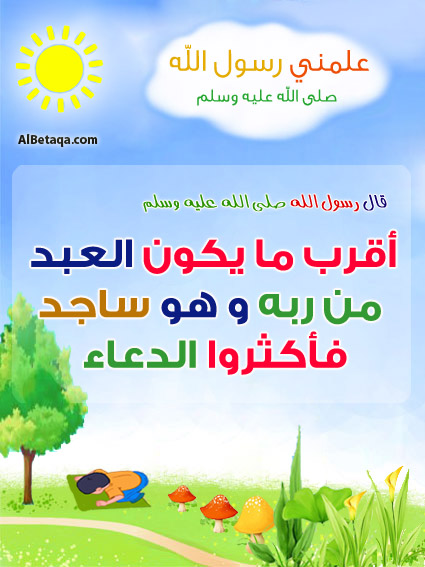 علمني رسول الله
صلى الله عليه وسلم
AlBetaqa.com
قال رسول الله صلى الله عليه وسلم
أقرب ما يكون العبد
من ربه و هو ساجد
فأكثروا الدعاء